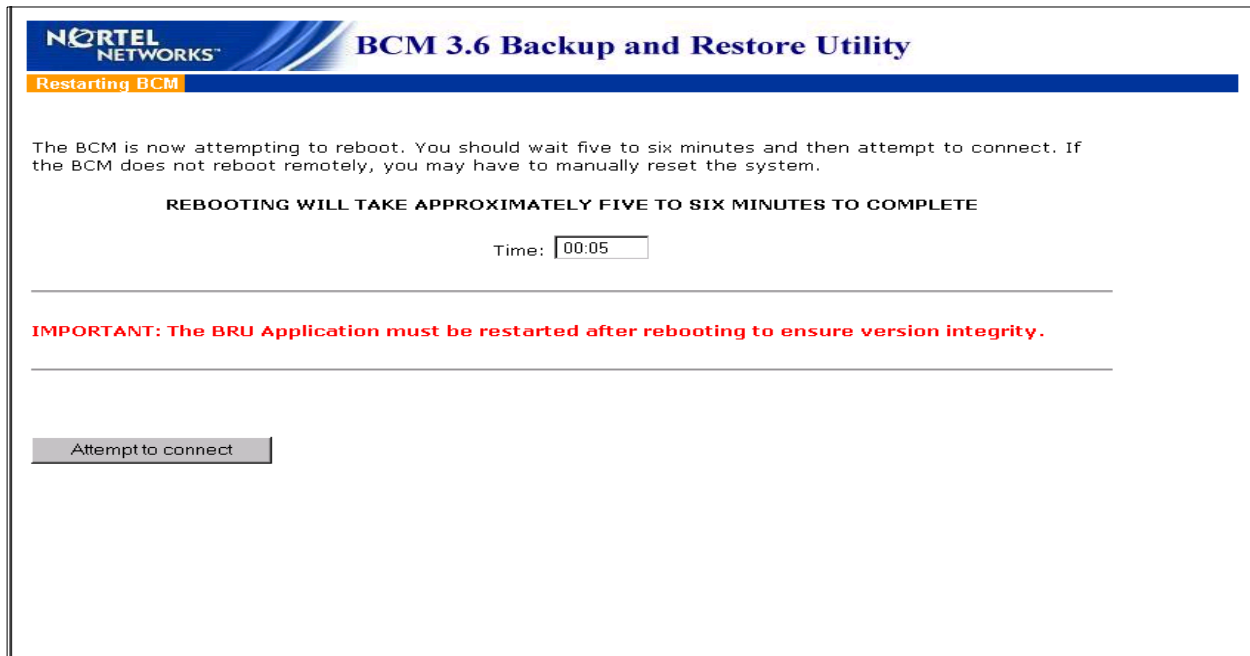 NORTEL
NETWORKS™
BCM 3.6 Backup and Restore Utility
Restarting BCM
The BCM is now attempting to reboot. You should wait five to six minutes and then attempt to connect. If
the BCM does not reboot remotely, you may have to manually reset the system.
REBOOTING WILL TAKE APPROXIMATELY FIVE TO SIX MINUTES TO COMPLETE
Time: 00:05
IMPORTANT: The BRU Application must be restarted after rebooting to ensure version integrity.
Attempt to connect